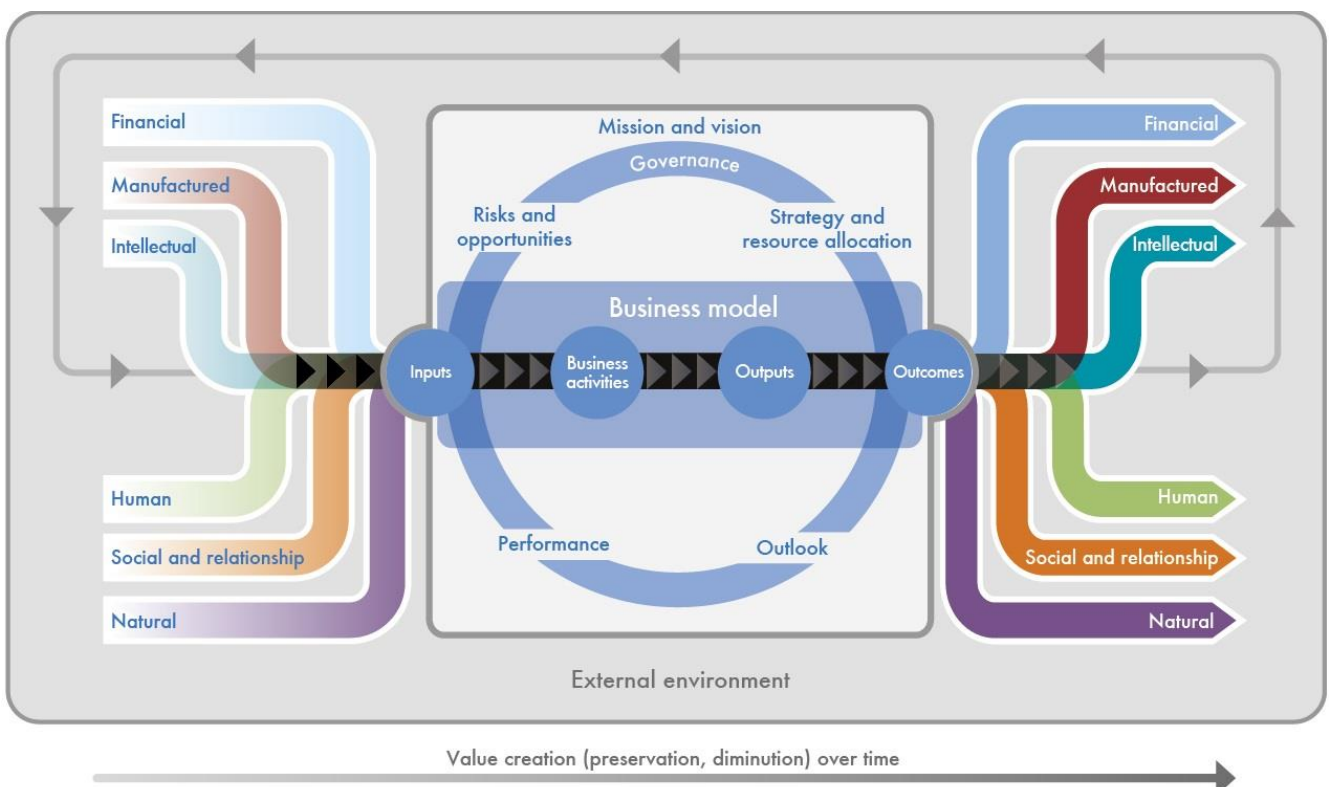 Financial
Manufactured
Intellectual
Human
Social and relationship
Natural
Mission and vision
Governance
Risks and
opportunities
Strategy and
resource allocation
Business model
Inputs
Business
activities
Outputs
Outcomes
Performance
Outlook
Financial
Manufactured
Intellectual
Human
Social and relationship
Natural
External environment
Value creation (preservation, diminution) over time